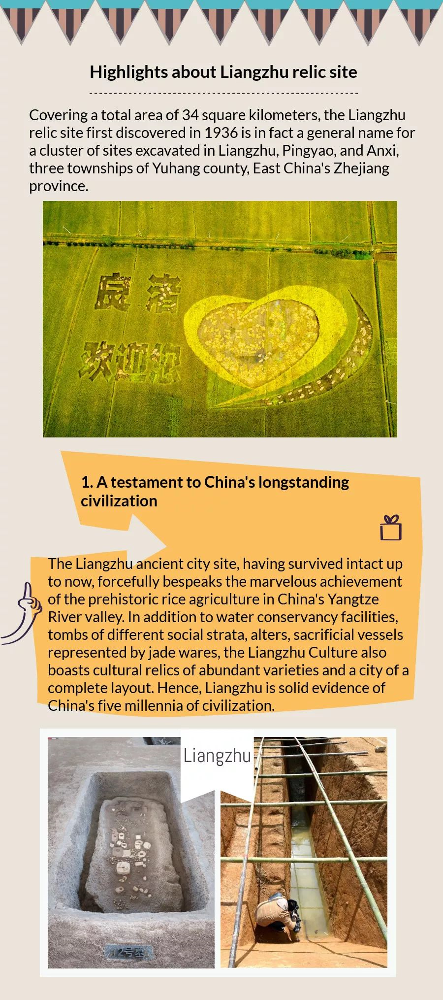 Highlights about Liangzhu relic site
Covering a total area of 34 square kilometers, the Liangzhu
relic site first discovered in 1936 is in fact a general name for
a cluster of sites excavated in Liangzhu, Pingyao, and Anxi,
three townships of Yuhang county, East China's Zhejiang
province.
良渚
欢迎您
1. A testament to China's longstanding
civilization
The Liangzhu ancient city site, having survived intact up
to now, forcefully bespeaks the marvelous achievement
of the prehistoric rice agriculture in China's Yangtze
River valley. In addition to water conservancy facilities,
tombs of different social strata, alters, sacrificial vessels
represented by jade wares, the Liangzhu Culture also
boasts cultural relics of abundant varieties and a city of a
complete layout. Hence, Liangzhu is solid evidence of
China's five millennia of civilization.
Liangzhu
12号墓